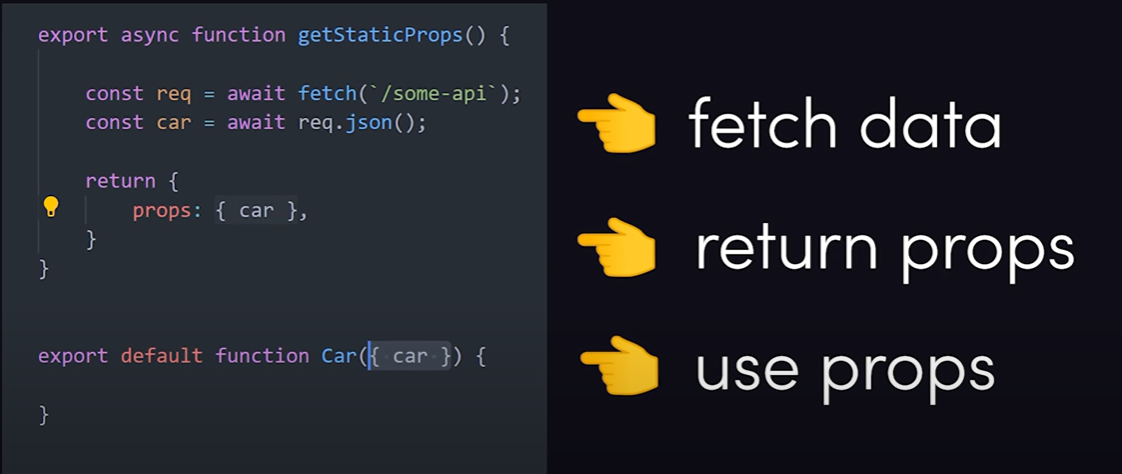 export async function getStaticProps() {
const req = await fetch(`/some-api`);
const car = await req.json();
return {
props: { car },
}
}
export default function Car({ car }) {
}
fetch data
return props
use props